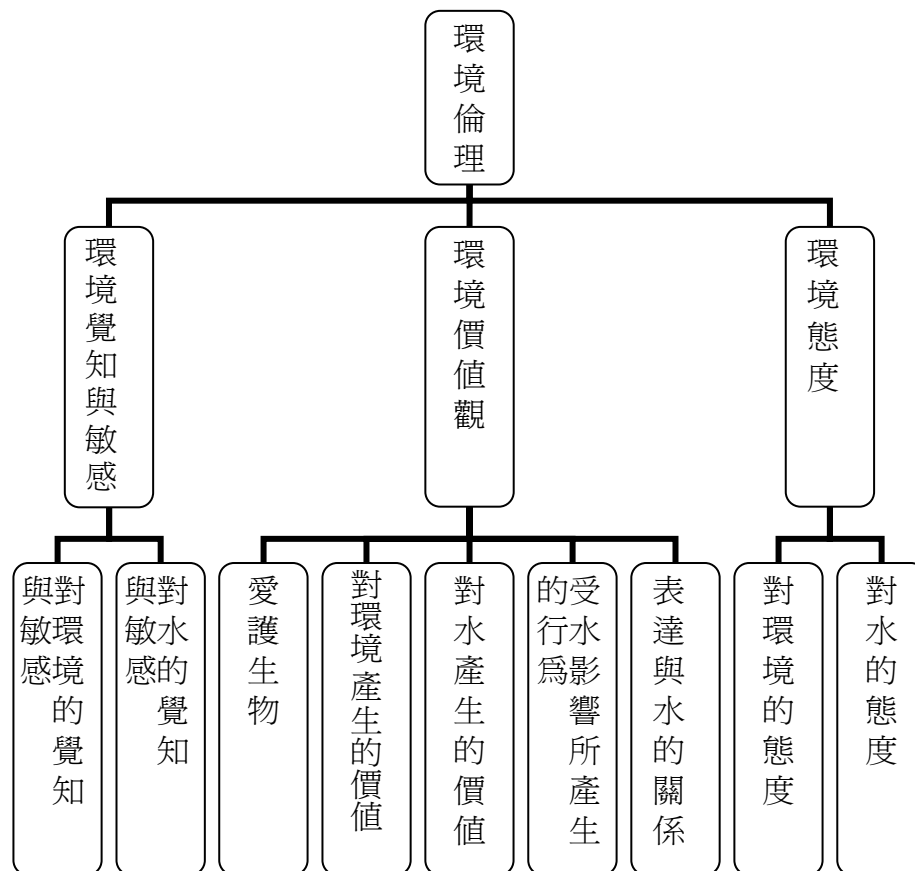 環境倫理
環境覺知與敏感
環境價值觀
環境態度
對環境的覺知
與敏感
對水的覺知
與敏感
愛護生物
對環境產生的價值
對水產生的價值
受水影響所產生
的行為
表達與水的關係
對環境的態度
對水的態度